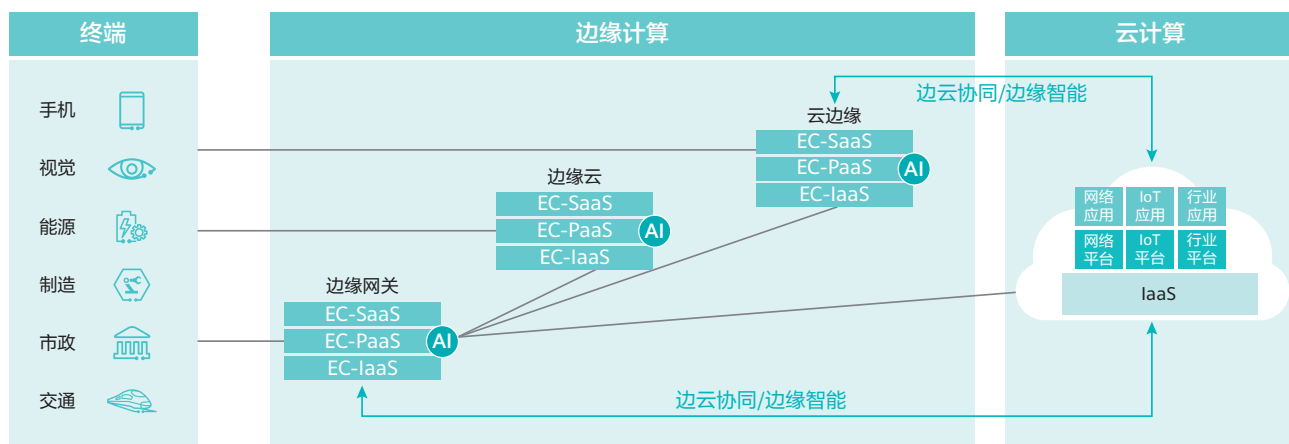 终端
边缘计算
云计算
手机
视觉
能源
制造
市政
交通
边云协同/边缘智能
云边缘
EC-SaaS
EC-PaaS
EC-IaaS
AI
边缘云
EC-SaaS
EC-PaaS
EC-IaaS
AI
边缘网关
EC-SaaS
EC-PaaS
EC-IaaS
AI
网络
应用
IoT
应用
行业
应用
网络
平台
IoT
平台
行业
平台
IaaS
边云协同/边缘智能